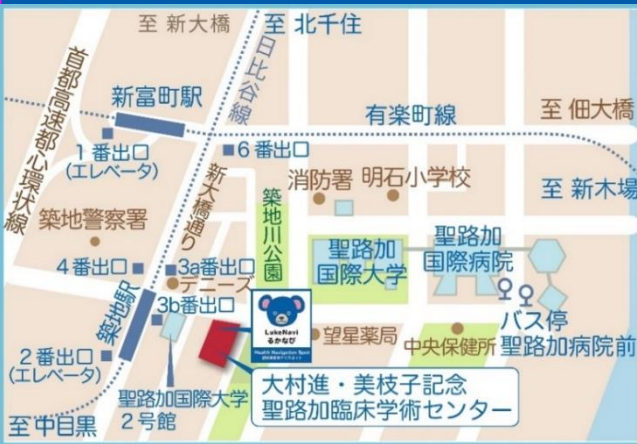 至 新大橋
至 北千住
日比谷線
首都高速都心環状線
新富町駅
有楽町線
至 佃大橋
1番出口
(エレベータ)
6番出口
新大橋通り
消防署
明石小学校
至 新木場
築地警察署
築地川公園
聖路加
国際大学
聖路加
国際病院
4番出口
3a番出口
デニーズ
3b番出口
築地駅
LukeNavi
るかなび
Health Navigation Spot
望星薬局
中央保健所
バス停
聖路加病院前
2番出口
(エレベータ)
聖路加国際大学
2号館
大村進・美枝子記念
聖路加臨床学術センター
至 中目黒